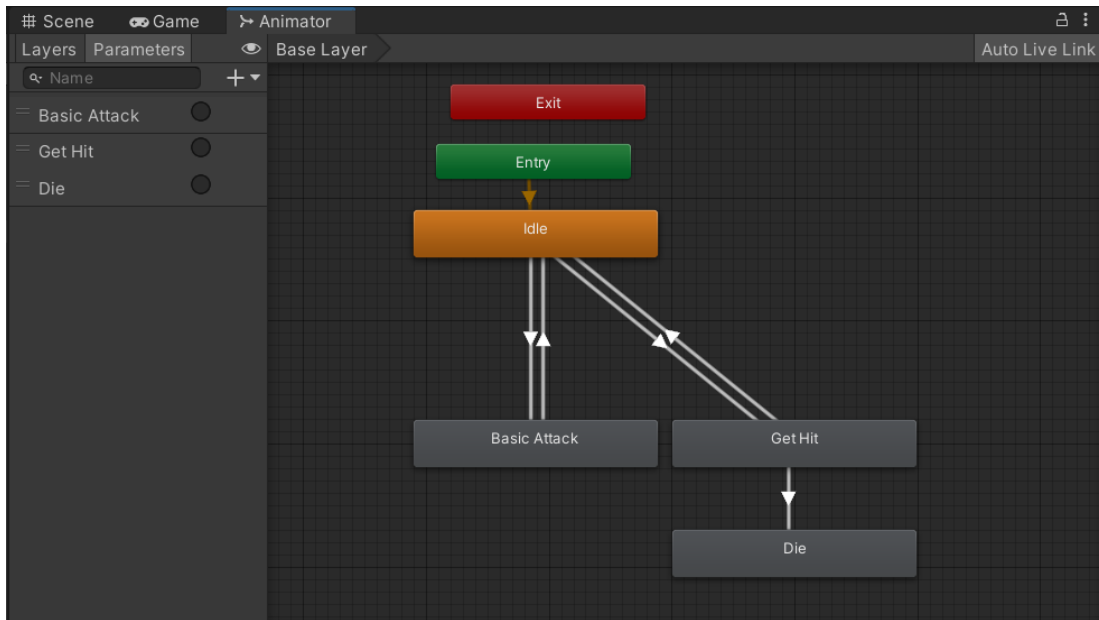 Scene Game Animator
Layers Parameters Base Layer Auto Live Link
Name
Basic Attack
Get Hit
Die
Exit
Entry
Idle
Basic Attack Get Hit
Die